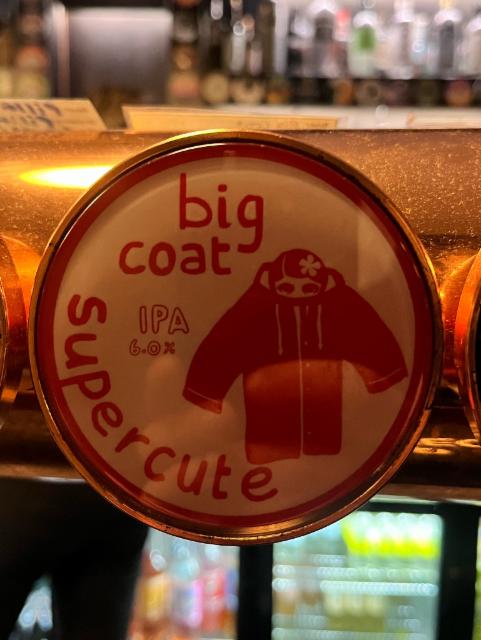 big
coat
IPA
6.0%
supercute